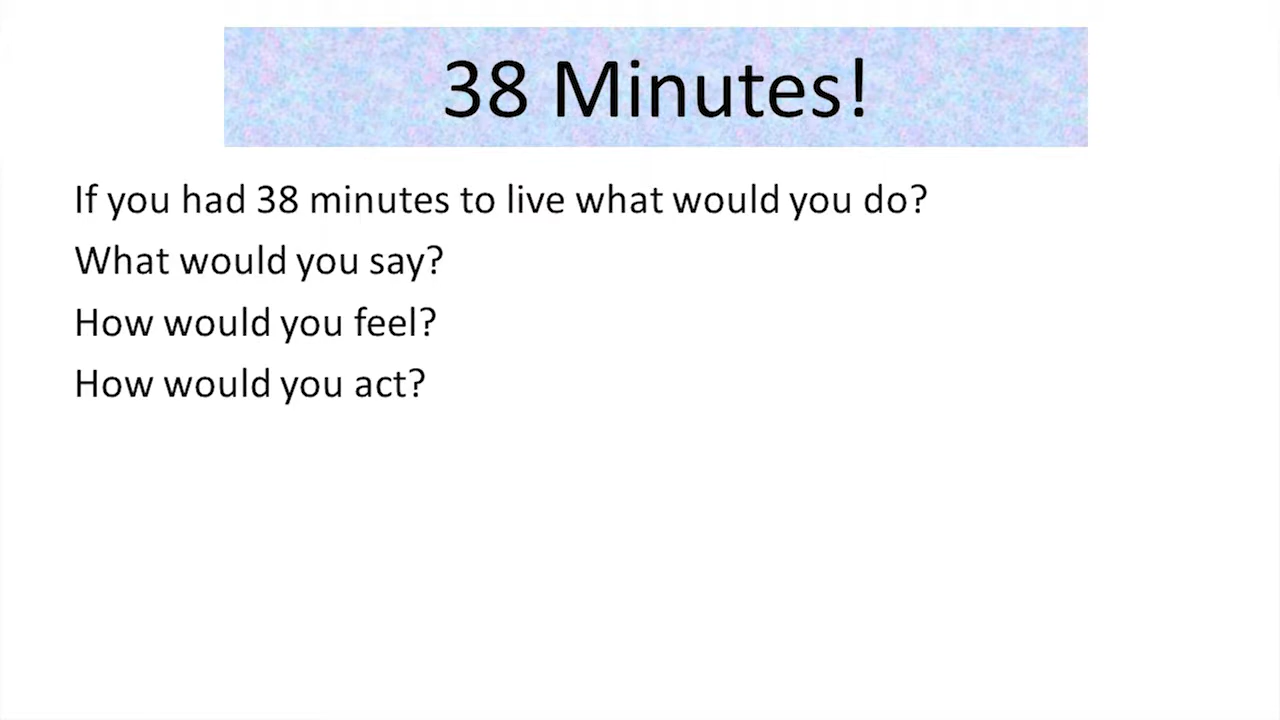 38 Minutes!
If you had 38 minutes to live what would you do?
What would you say?
How would you feel?
How would you act?